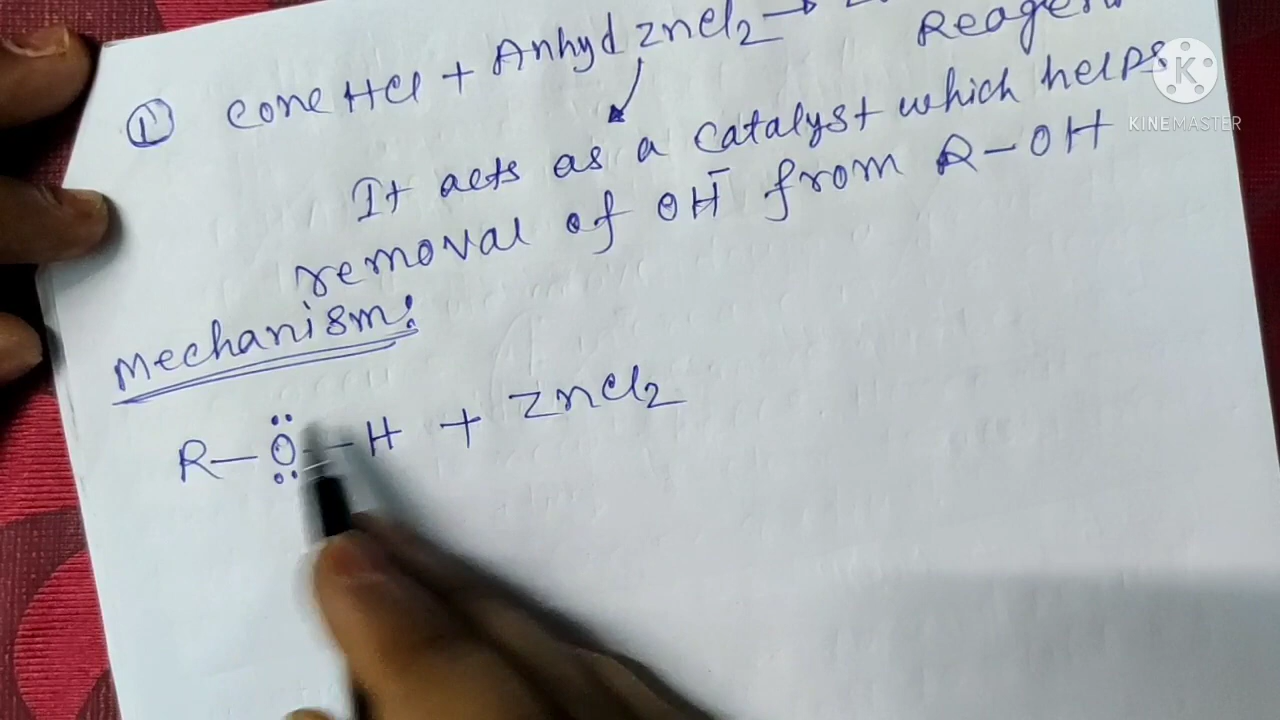 ① Conc HCl + Anhyd ZnCl2 →
Reagent
It acts as a catalyst which helps
removal of OH⁻ from R-OH
Mechanism:
R-O-H + ZnCl2
K
KINEMASTER